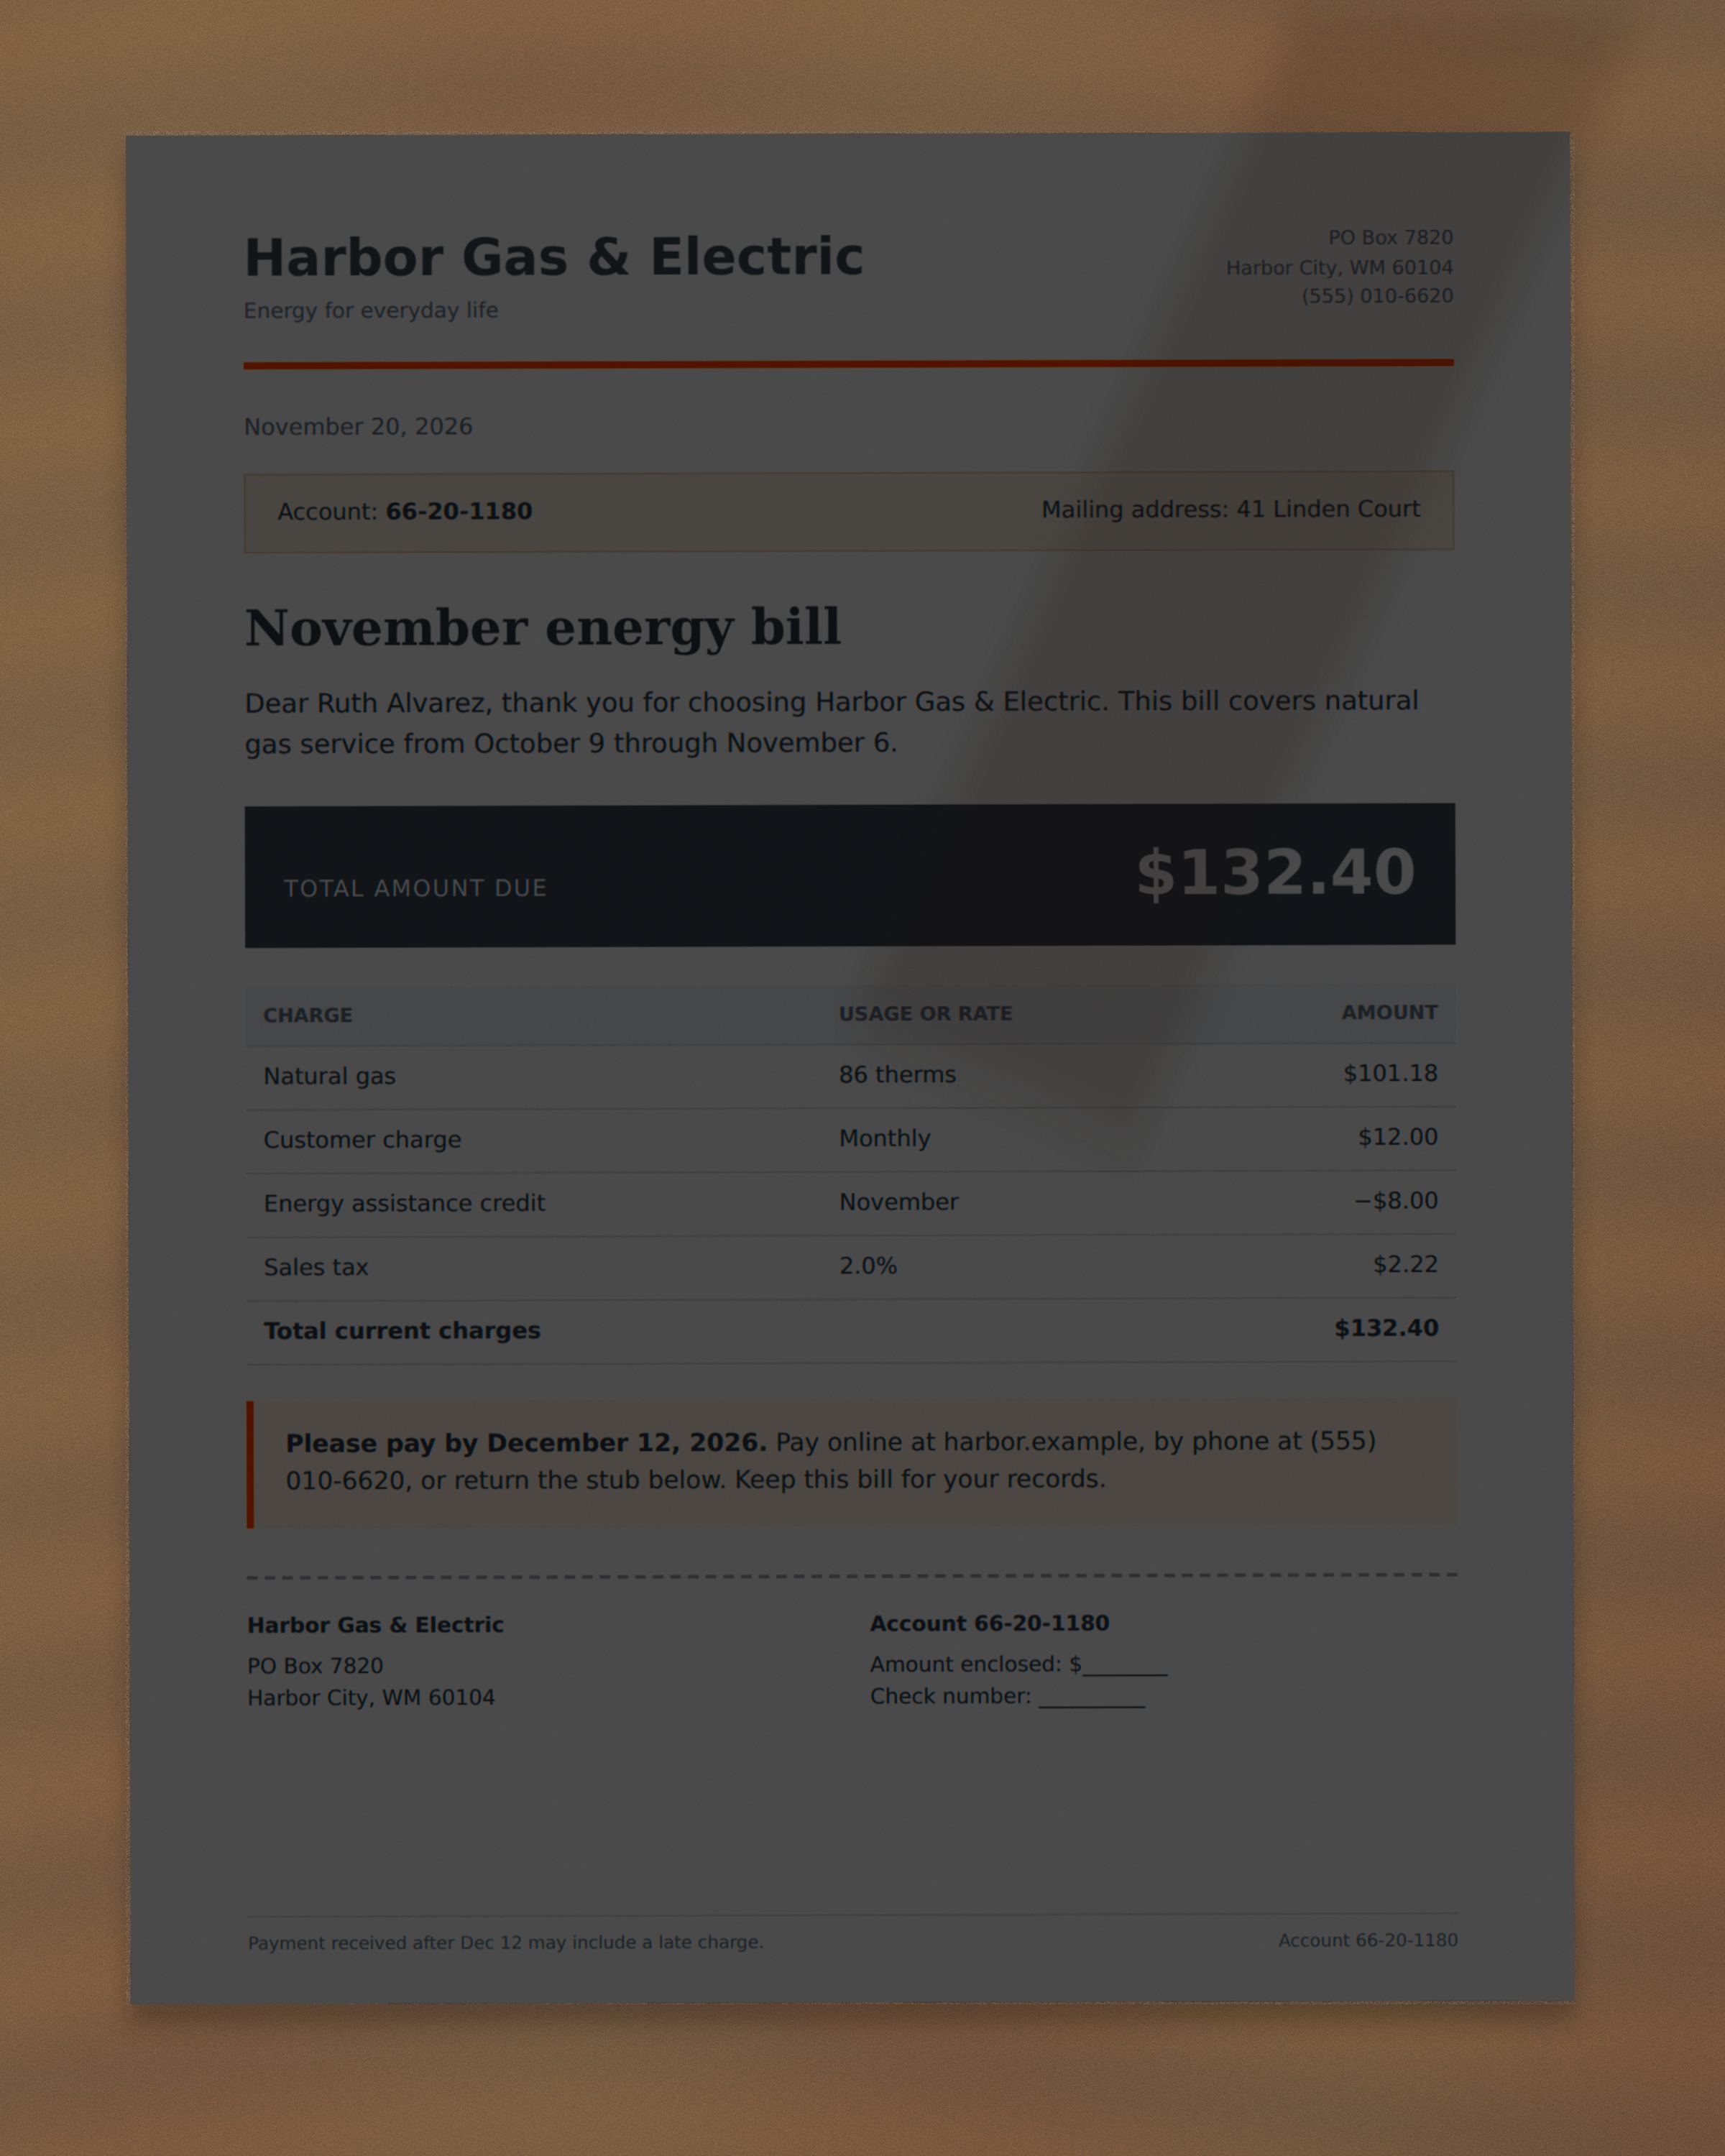 Harbor Gas & Electric
Energy for everyday life
PO Box 7820
Harbor City, WM 60104
(555) 010-6620
November 20, 2026
Account: 66-20-1180
Mailing address: 41 Linden Court
November energy bill
Dear Ruth Alvarez, thank you for choosing Harbor Gas & Electric. This bill covers natural
gas service from October 9 through November 6.
TOTAL AMOUNT DUE $132.40
CHARGE USAGE OR RATE AMOUNT
Natural gas 86 therms $101.18
Customer charge Monthly $12.00
Energy assistance credit November −$8.00
Sales tax 2.0% $2.22
Total current charges $132.40
Please pay by December 12, 2026. Pay online at harbor.example, by phone at (555)
010-6620, or return the stub below. Keep this bill for your records.
Harbor Gas & Electric
PO Box 7820
Harbor City, WM 60104
Account 66-20-1180
Amount enclosed: $________
Check number: __________
Payment received after Dec 12 may include a late charge.
Account 66-20-1180